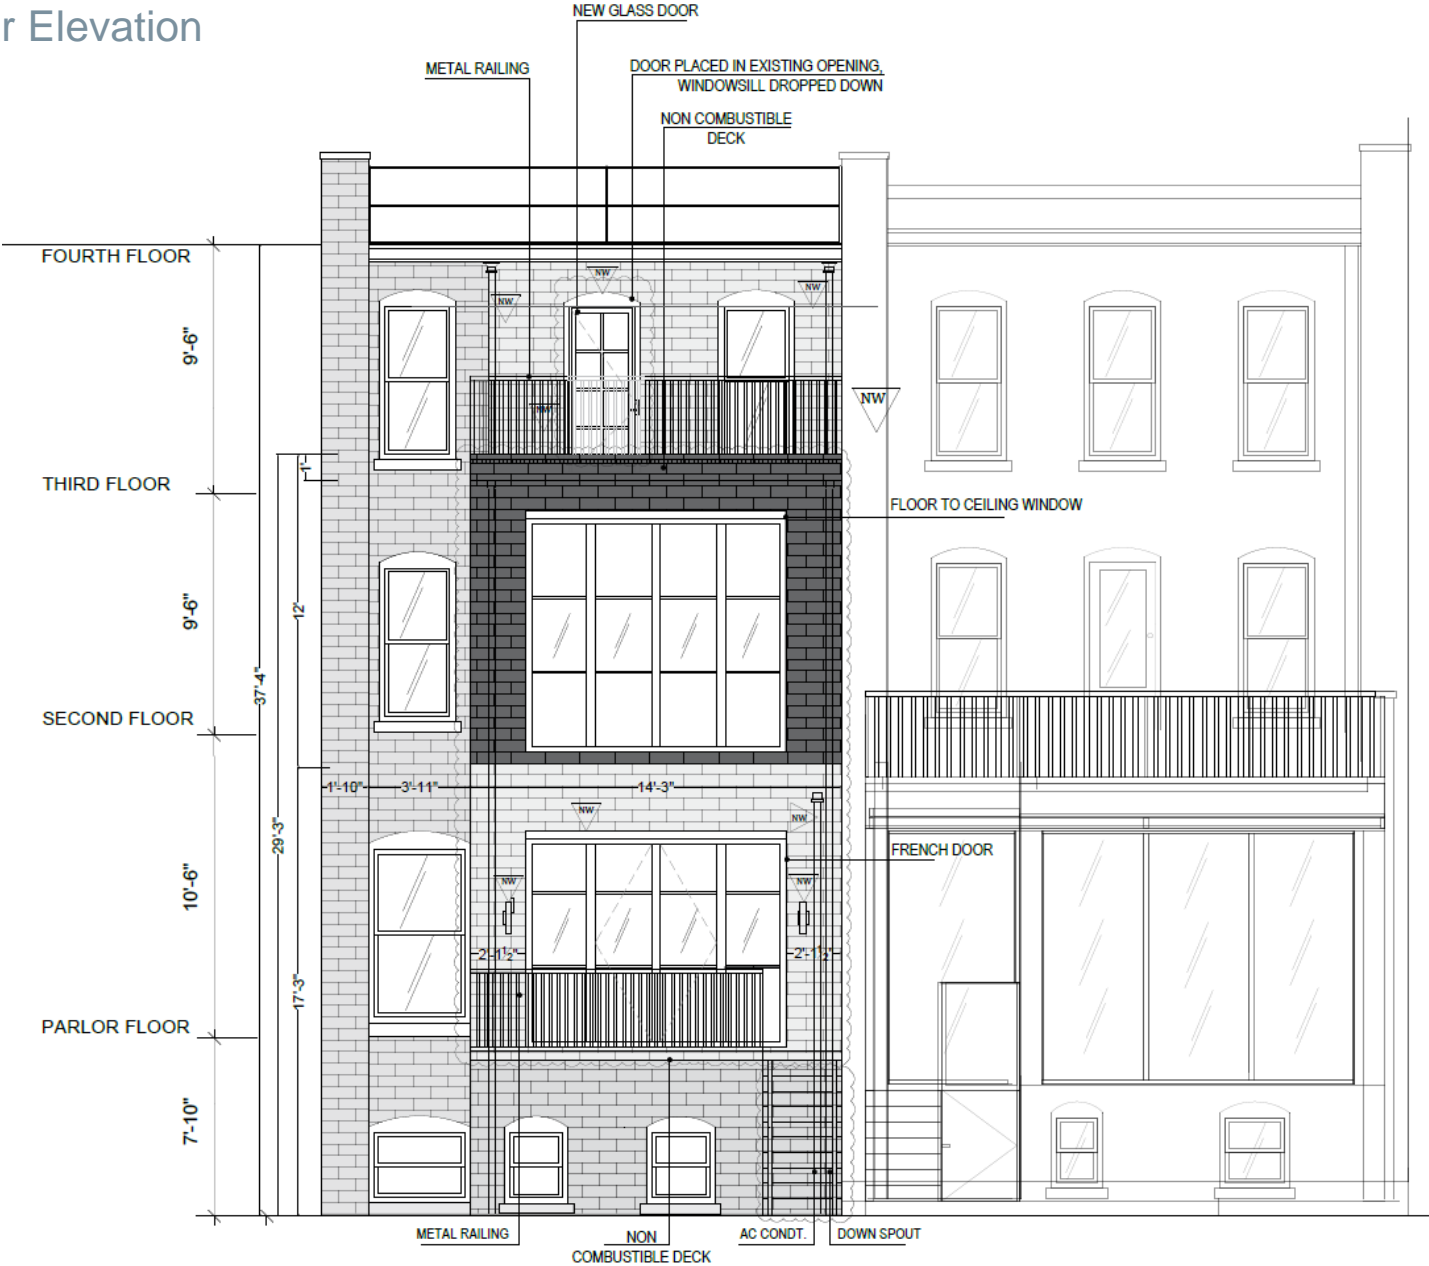 r Elevation
NEW GLASS DOOR
METAL RAILING
DOOR PLACED IN EXISTING OPENING,
WINDOWSILL DROPPED DOWN
NON COMBUSTIBLE
DECK
FOURTH FLOOR
NW
NW
NW
9'-6"
NW
NW
1'
THIRD FLOOR
FLOOR TO CEILING WINDOW
9'-6"
12'
37'-4"
SECOND FLOOR
1'-10"
3'-11"
14'-3"
NW
NW
29'-3"
FRENCH DOOR
10'-6"
NW
NW
2'-1½"
2'-1½"
17'-3"
PARLOR FLOOR
7'-10"
METAL RAILING
NON
COMBUSTIBLE DECK
AC CONDT.
DOWN SPOUT